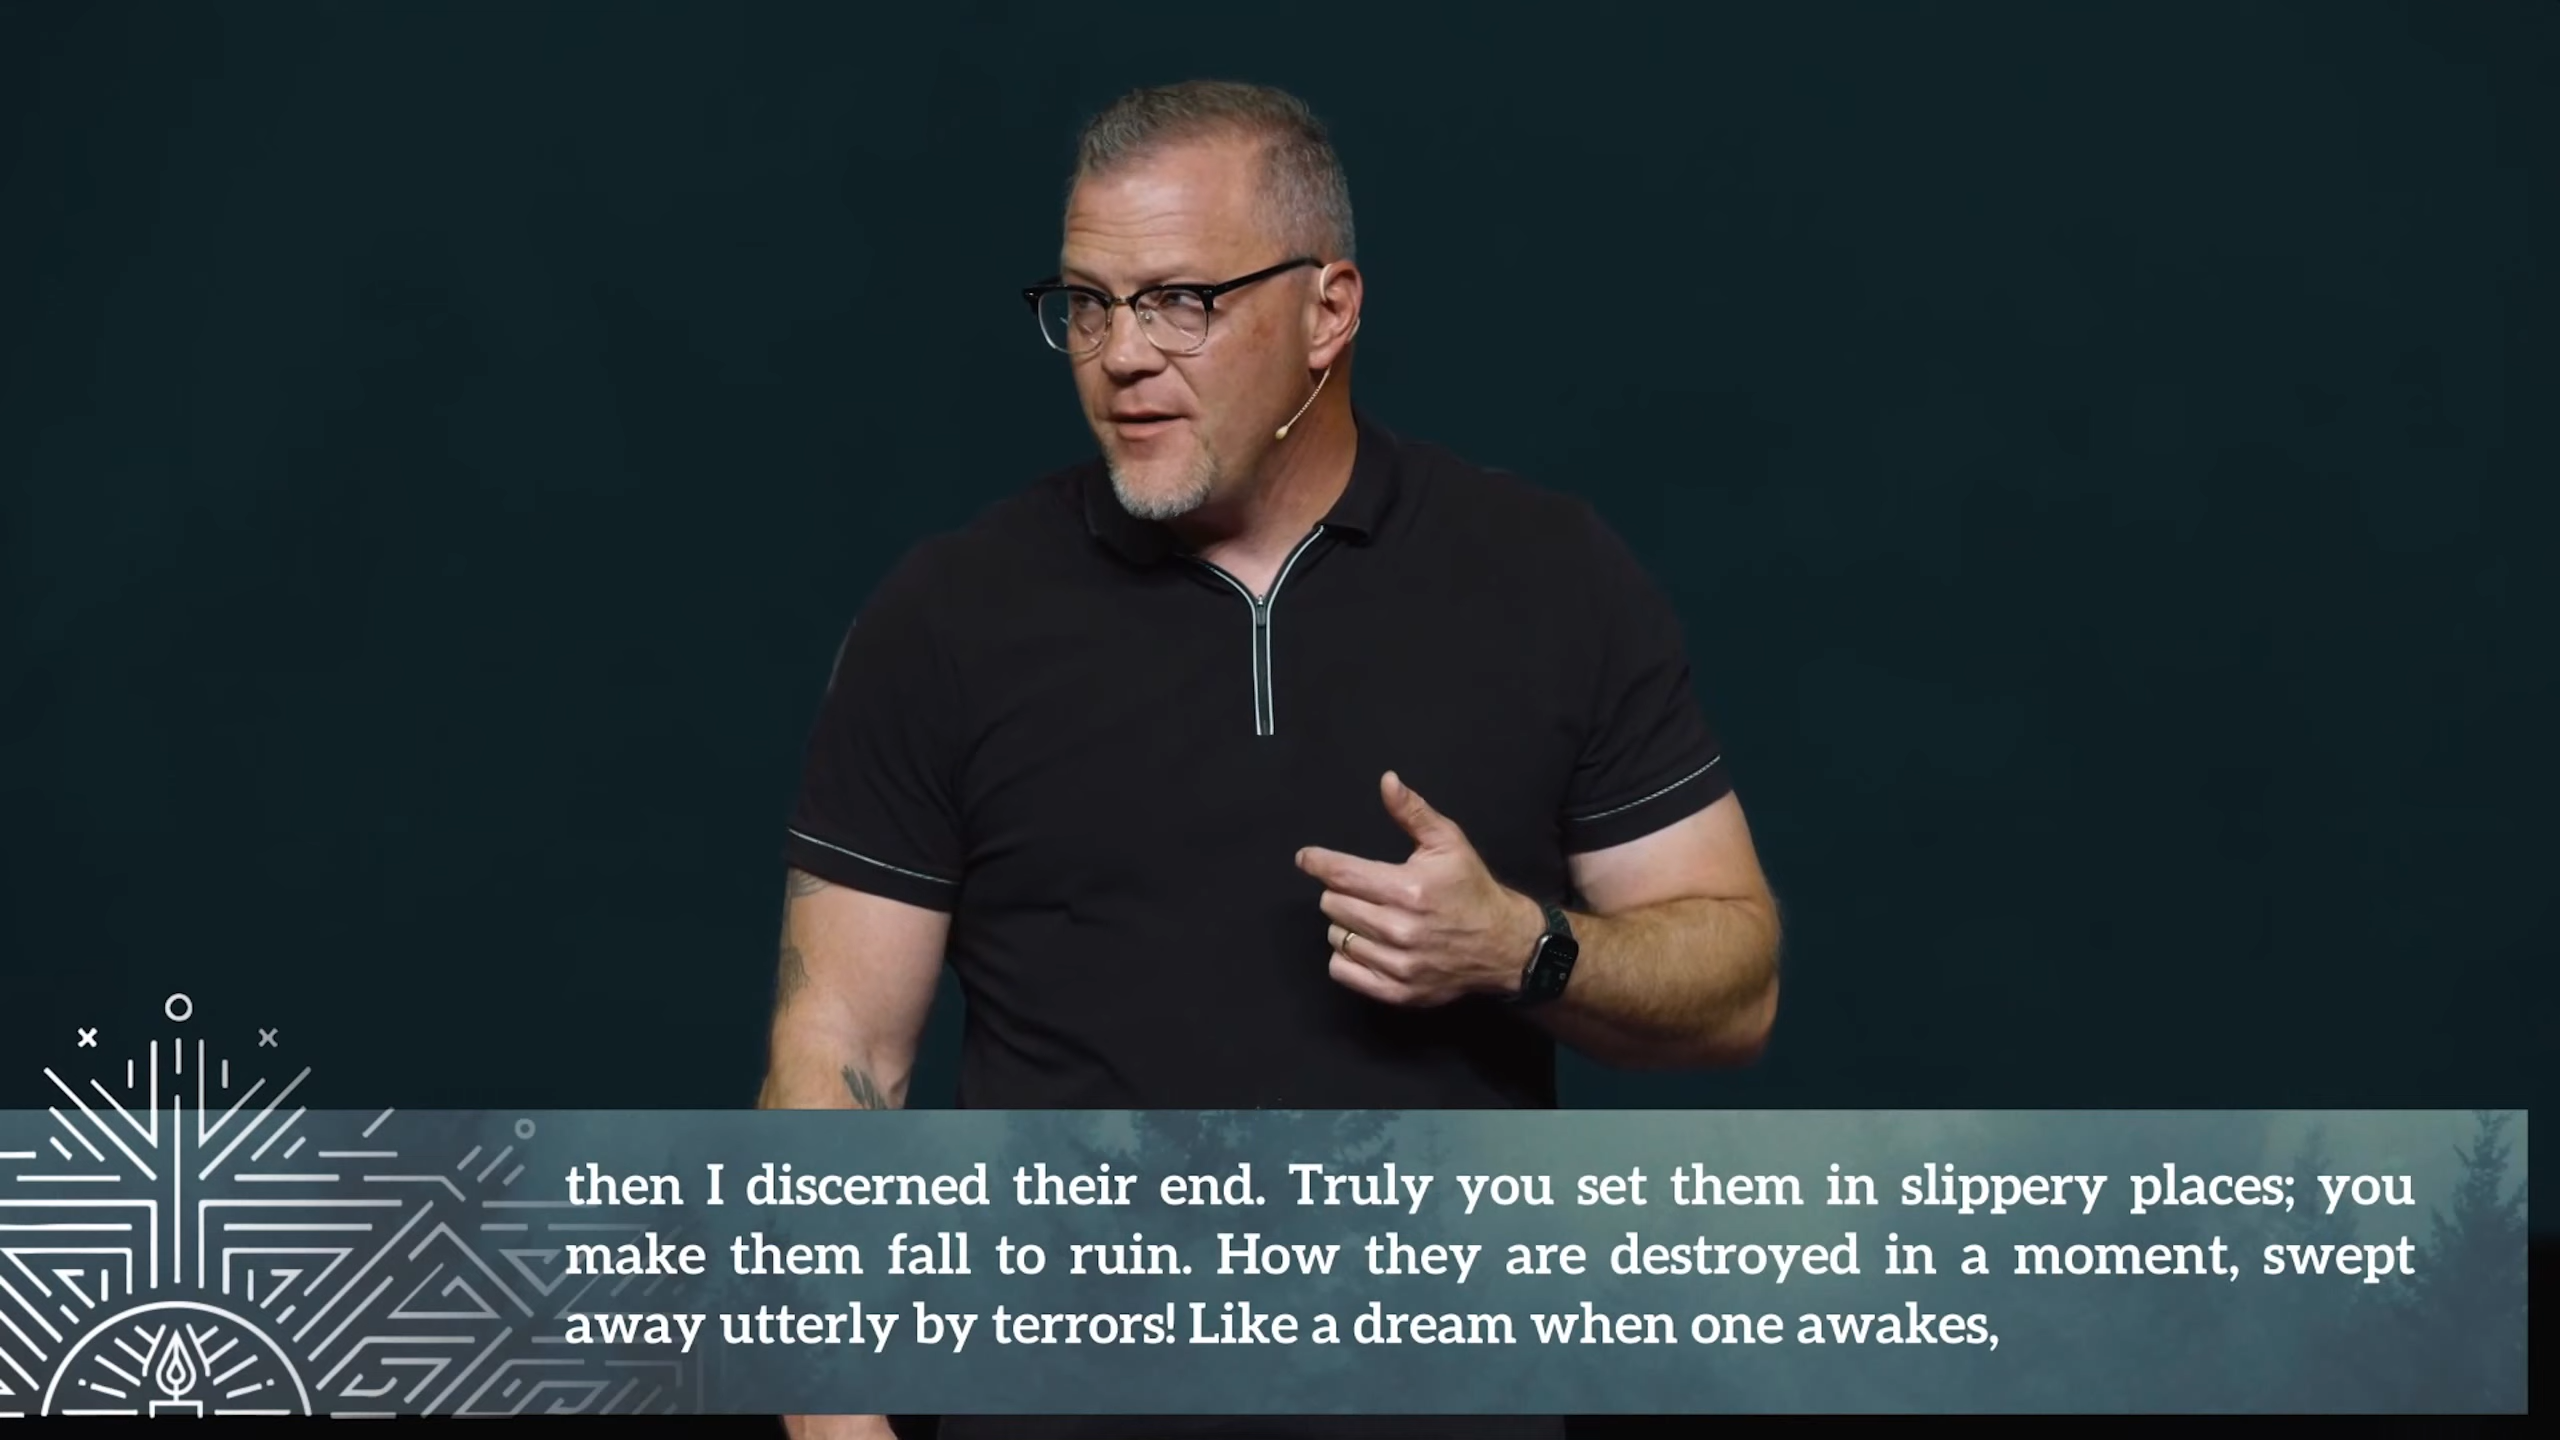 then I discerned their end. Truly you set them in slippery places; you
make them fall to ruin. How they are destroyed in a moment, swept
away utterly by terrors! Like a dream when one awakes,